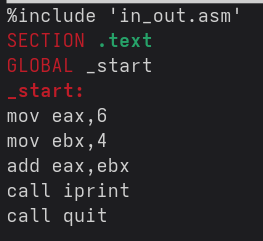 %include 'in_out.asm'
SECTION .text
GLOBAL _start
_start:
mov eax,6
mov ebx,4
add eax,ebx
call iprint
call quit